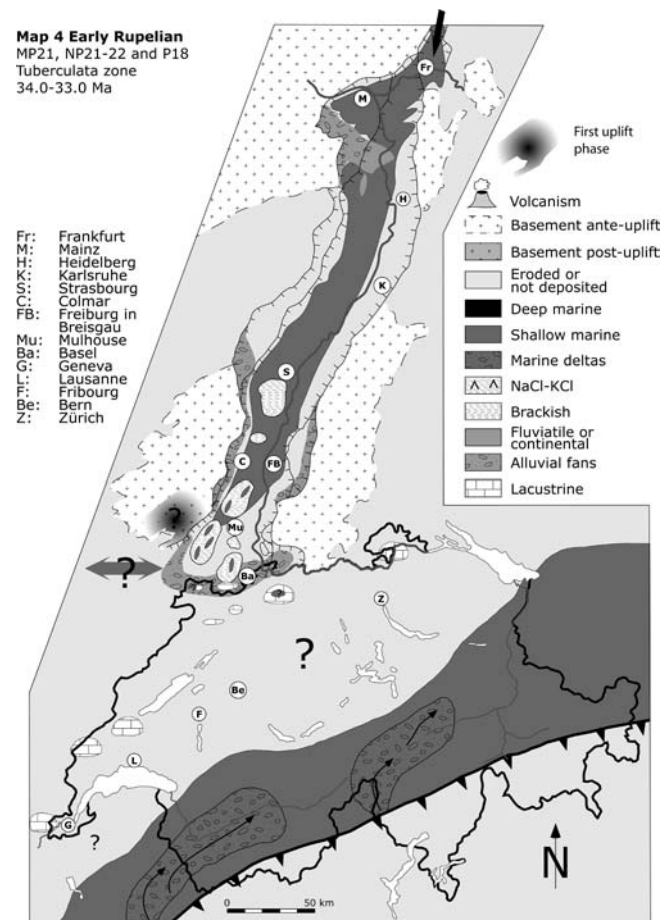 Map 4 Early Rupelian
MP21, NP21-22 and P18
Tuberculata zone
34.0-33.0 Ma
Fr
M
First uplift
phase
Volcanism
Basement ante-uplift
Basement post-uplift
Eroded or
not deposited
Deep marine
Shallow marine
Marine deltas
NaCl-KCl
Brackish
Fluviatile or
continental
Alluvial fans
Lacustrine
H
K
Fr: Frankfurt
M: Mainz
H: Heidelberg
K: Karlsruhe
S: Strasbourg
C: Colmar
FB: Freiburg in
Breisgau
Mu: Mulhouse
Ba: Basel
G: Geneva
L: Lausanne
F: Fribourg
Be: Bern
Z: Zürich
S
C
FB
?
Mu
?
Ba
Z
?
Be
F
L
G
?
N
0 50 km